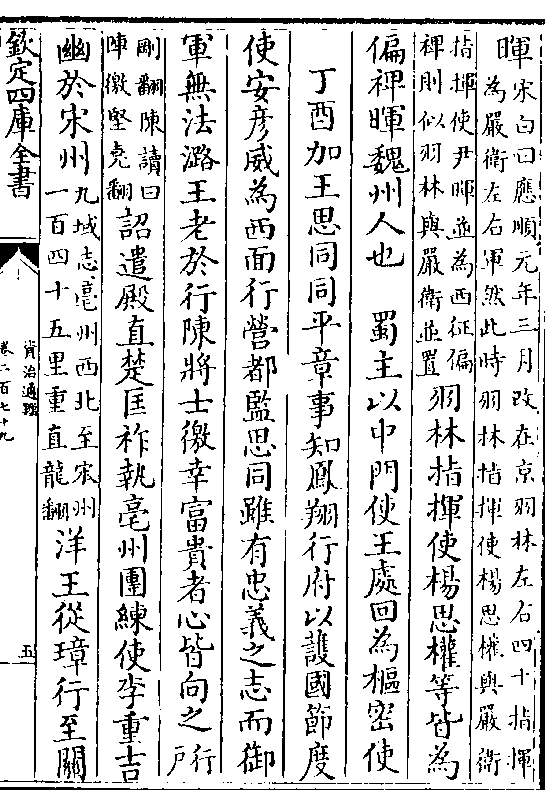 暉宋白曰應順元年三月改在京羽林左右四十指揮
為嚴衛左右軍然此時羽林指揮使楊思權與嚴衛
指揮使尹暉並為西征偏
裨則似羽林與嚴衛並置
羽林指揮使楊思權等皆為
偏裨暉魏州人也　蜀主以中門使王處回為樞密使
丁酉加王思同同平章事知鳳翔行府以護國節度
使安彦威為西面行營都監思同雖有忠義之志而御
軍無法潞王老於行陳將士徼幸富貴者心皆向之
行
戶
剛翻陳讀曰
陣徼堅堯翻
詔遣殿直楚匡祚執亳州團練使李重吉
幽於宋州
九域志亳州西北至宋州
一百四十五里重直龍翻
洋王從璋行至關
欽定四庫全書
資治通鑑
卷二百七十九
五